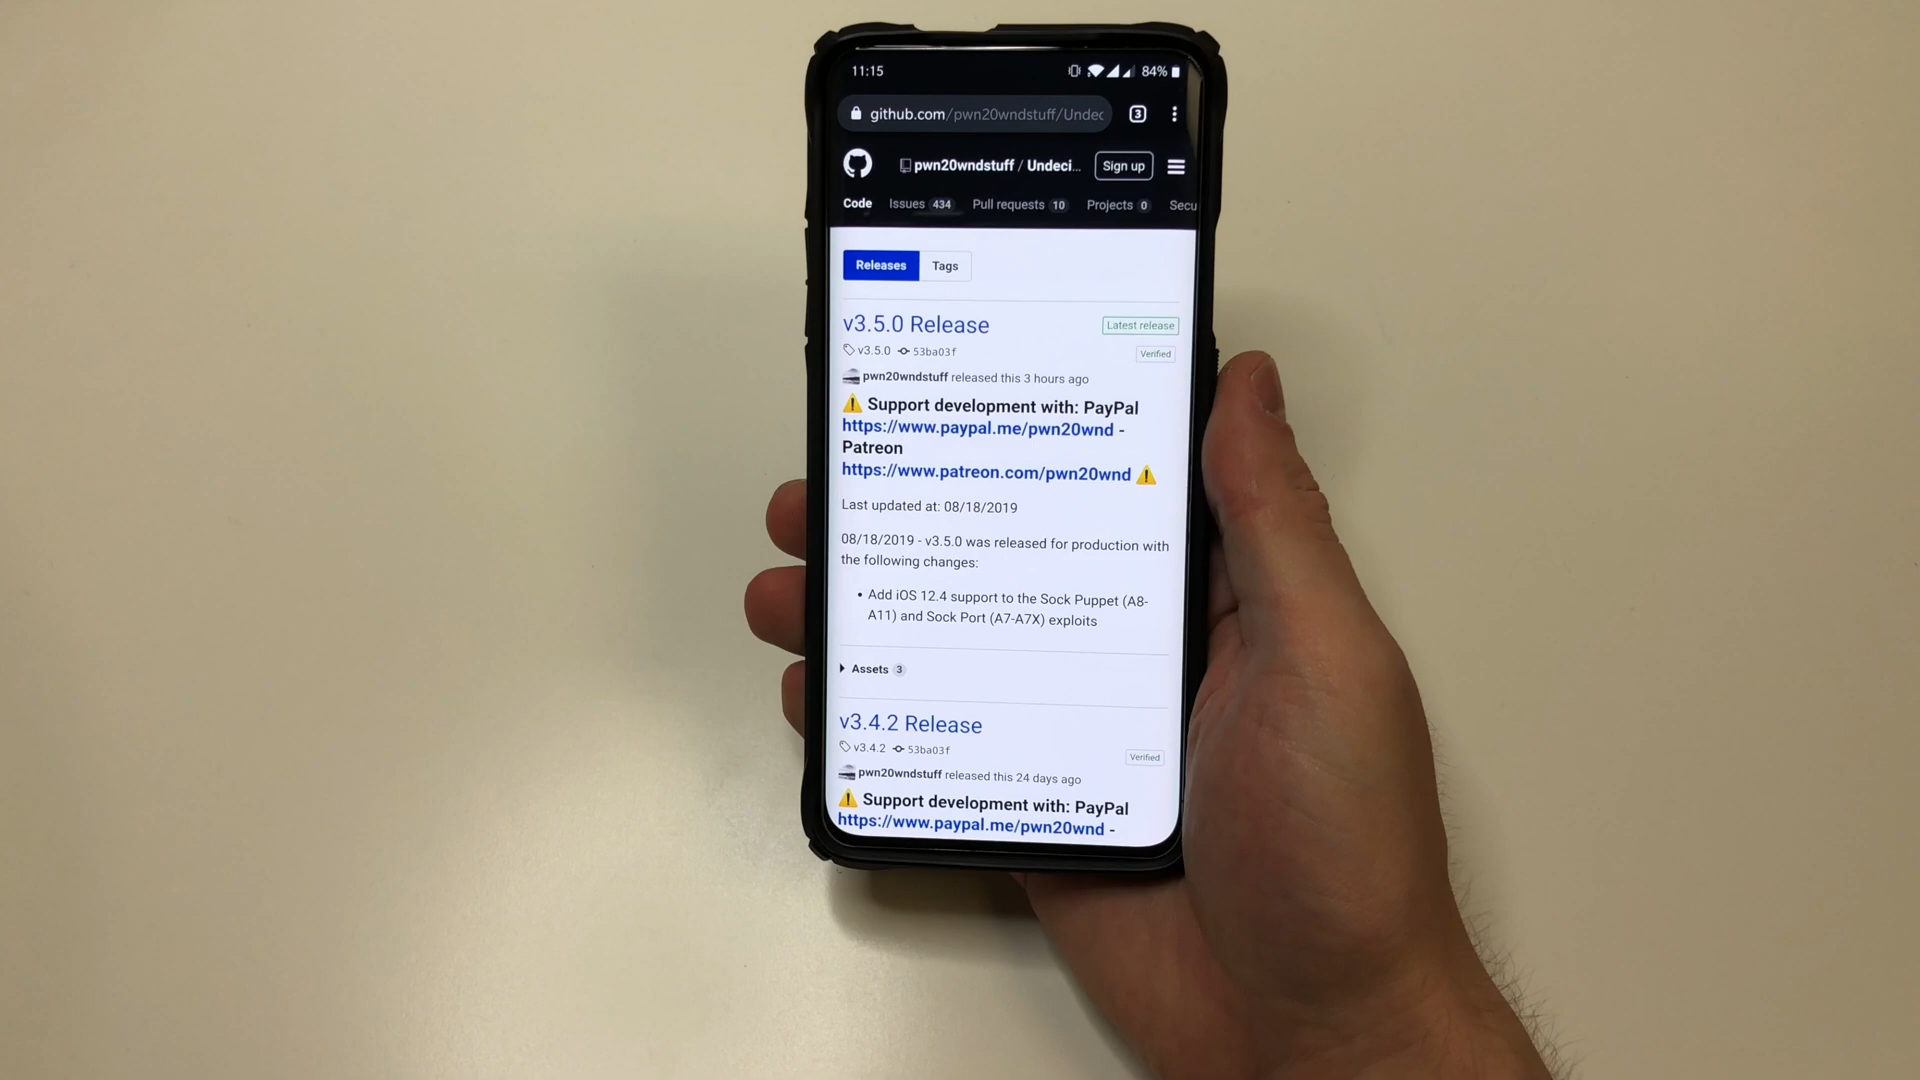 11:15 84%
github.com/pwn20wndstuff/Undec
3
pwn20wndstuff / Undeci... Sign up
Code Issues 434 Pull requests 10 Projects 0 Secu
Releases Tags
v3.5.0 Release Latest release
v3.5.0 53ba03f Verified
pwn20wndstuff released this 3 hours ago
⚠ Support development with: PayPal
https://www.paypal.me/pwn20wnd -
Patreon
https://www.patreon.com/pwn20wnd ⚠
Last updated at: 08/18/2019
08/18/2019 - v3.5.0 was released for production with
the following changes:
• Add iOS 12.4 support to the Sock Puppet (A8-
A11) and Sock Port (A7-A7X) exploits
Assets 3
v3.4.2 Release
v3.4.2 53ba03f Verified
pwn20wndstuff released this 24 days ago
⚠ Support development with: PayPal
https://www.paypal.me/pwn20wnd -